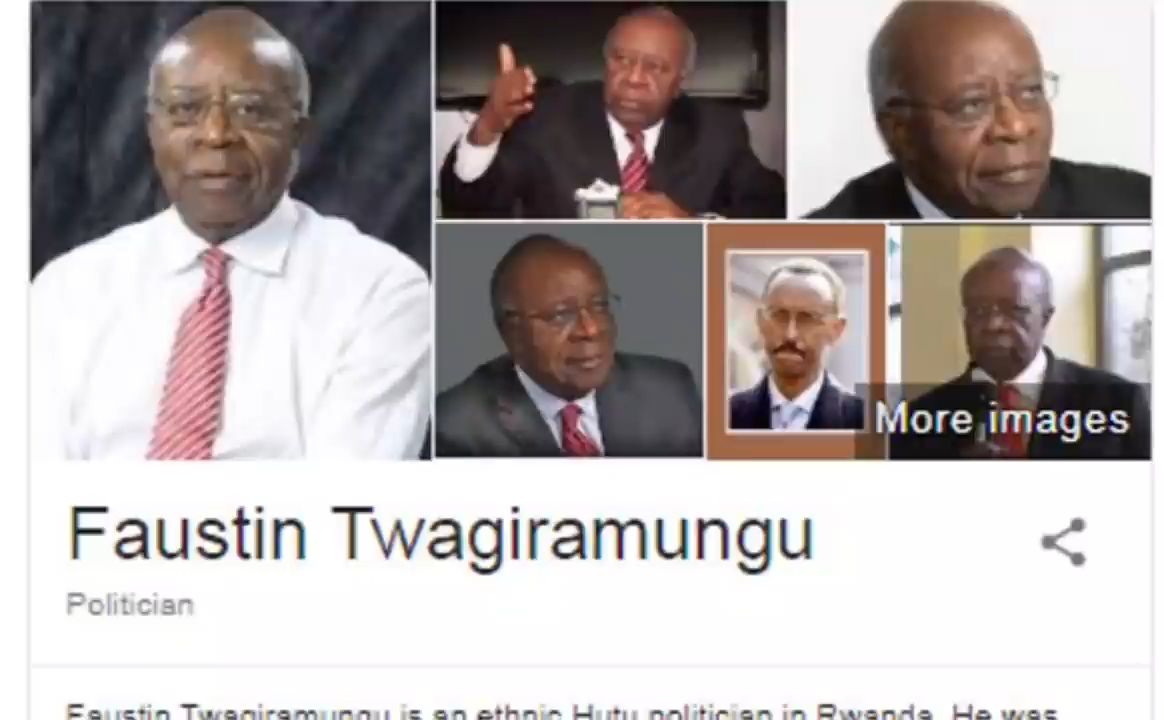 More images
Faustin Twagiramungu
Politician
Faustin Twagiramungu is an ethnic Hutu politician in Rwanda. He was